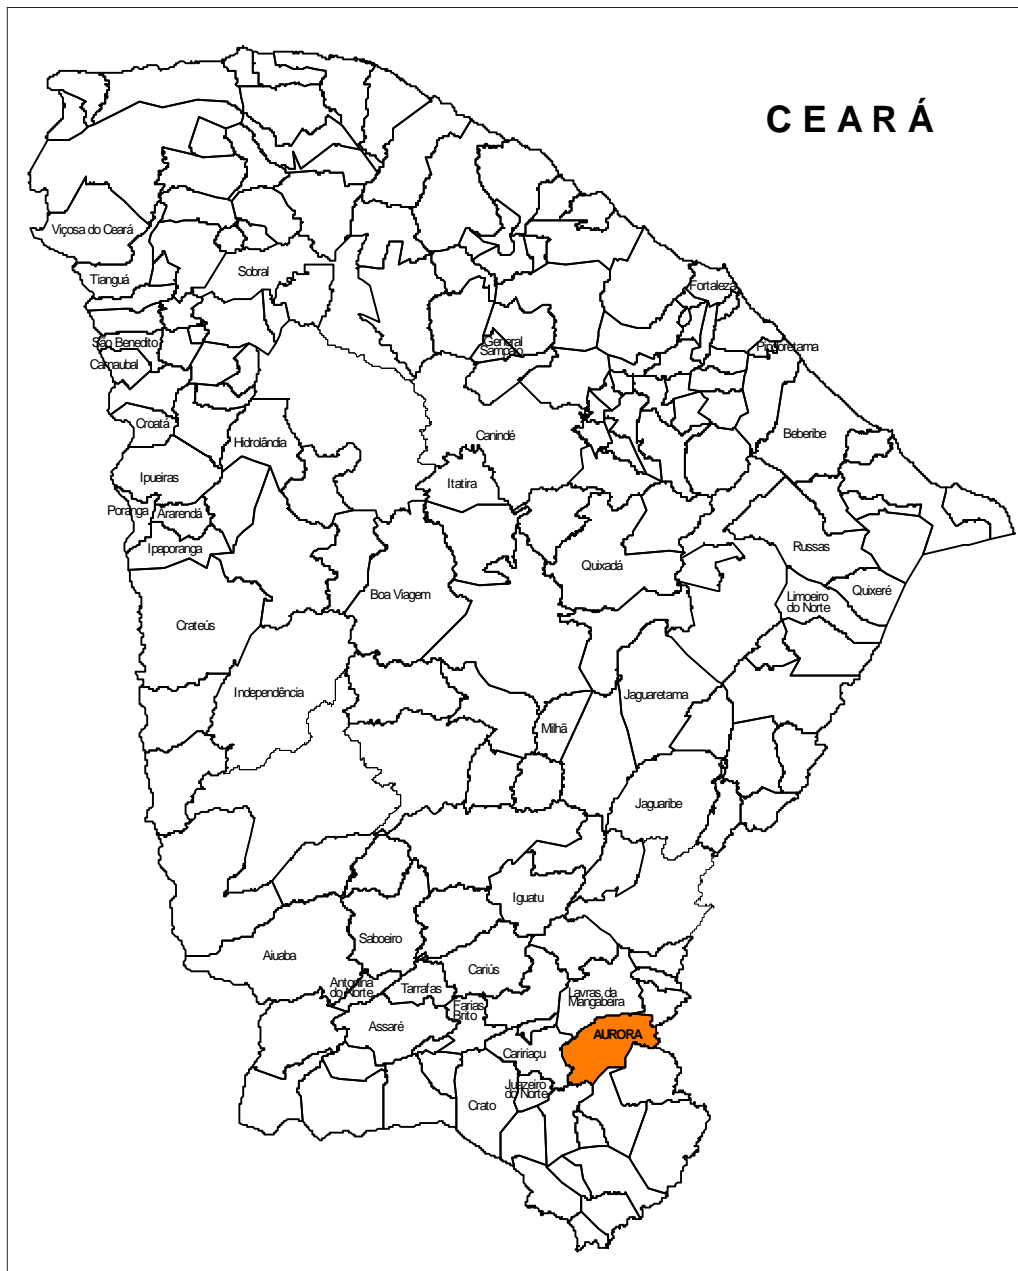 CEARÁ
Viçosa do Ceará
Tianguá
Sobral
Fortaleza
São Benedito
General
Sampaio
Pindoretama
Carnaubal
Croatá
Hidrolândia
Canindé
Beberibe
Ipueiras
Itatira
Poranga
Ararendá
Ipaporanga
Russas
Quixadá
Boa Viagem
Quixeré
Limoeiro
do Norte
Crateús
Independência
Jaguaretama
Milhã
Jaguaribe
Iguatu
Saboeiro
Aiuaba
Cariús
Antonina
do Norte
Tarrafas
Lavras da
Mangabeira
Farias
Brito
Assaré
AURORA
Caririaçu
Juazeiro
do Norte
Crato